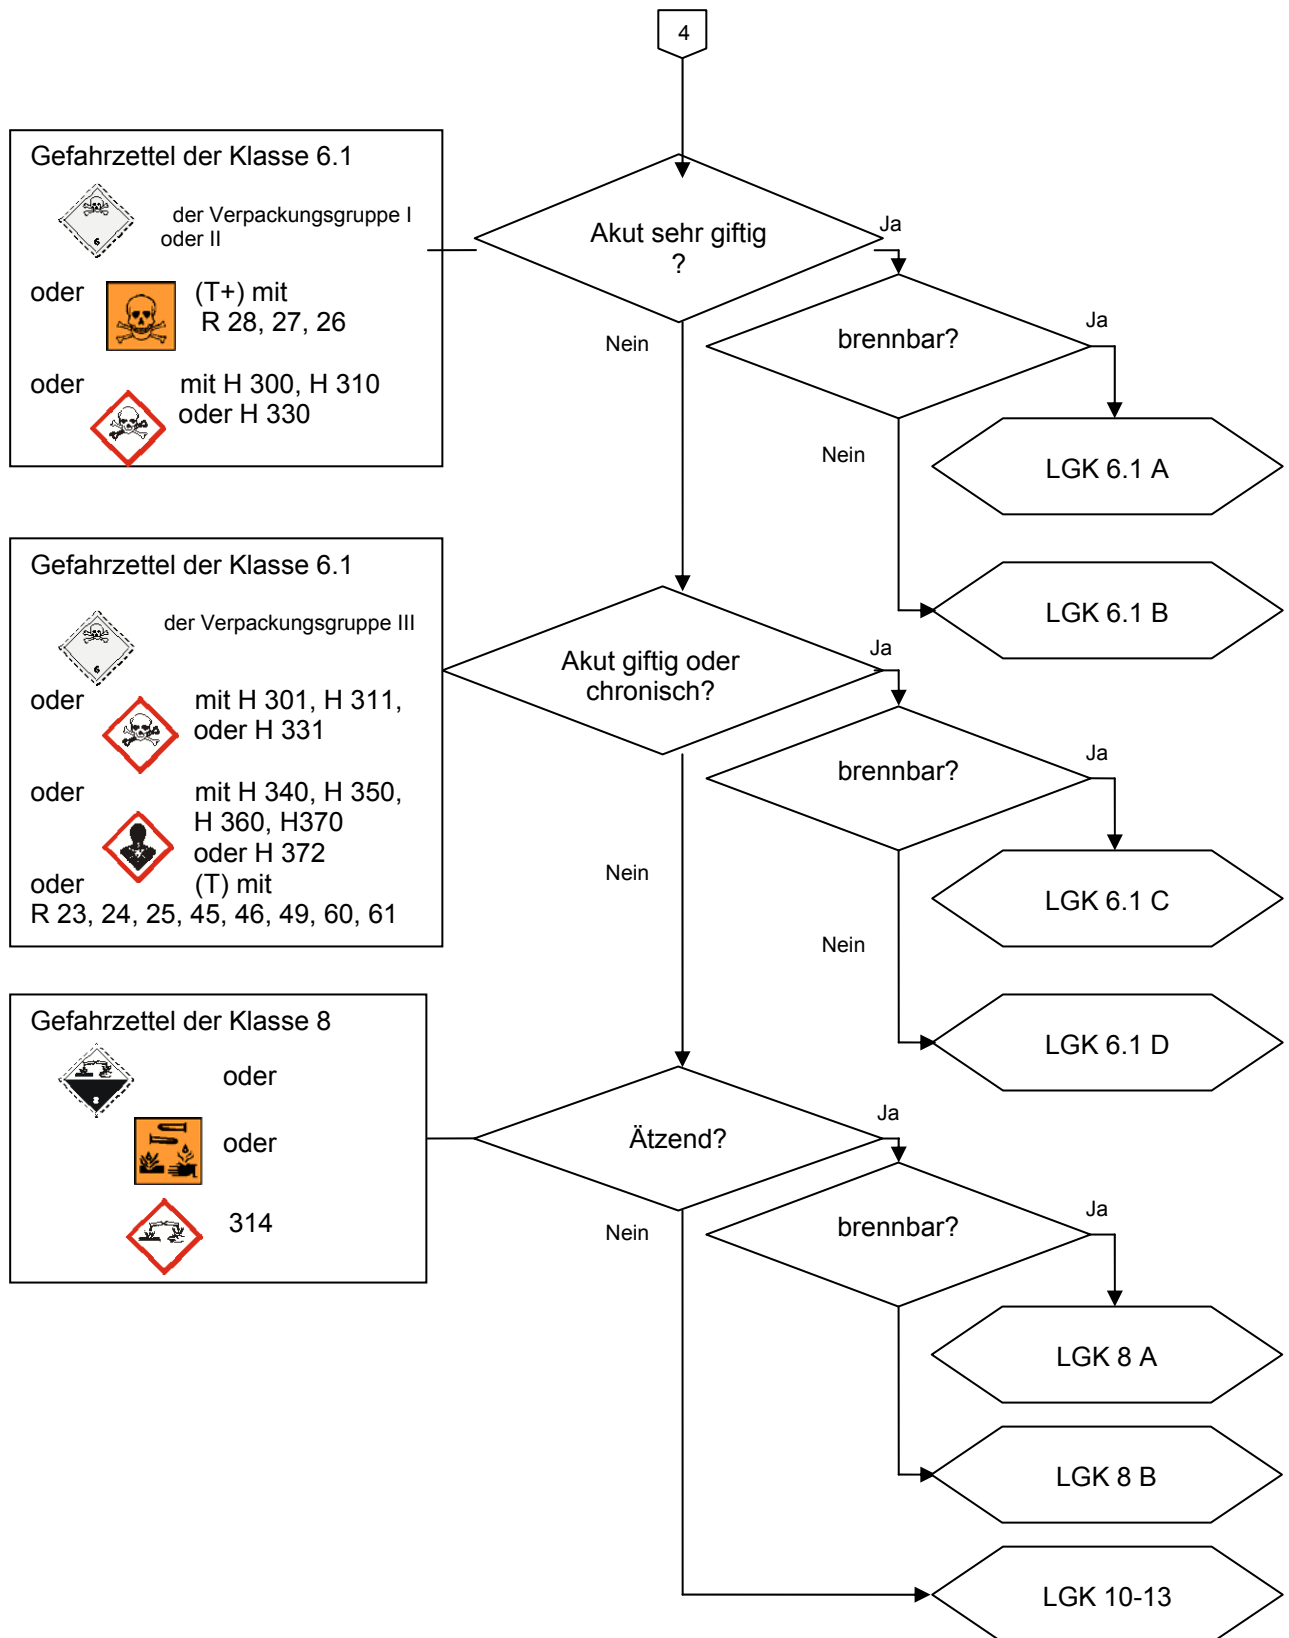 4
Gefahrzettel der Klasse 6.1
6
der Verpackungsgruppe I
oder II
oder
(T+) mit
R 28, 27, 26
oder
mit H 300, H 310
oder H 330
Akut sehr giftig
?
Ja
Nein
brennbar?
Ja
Nein
LGK 6.1 A
LGK 6.1 B
Gefahrzettel der Klasse 6.1
6
der Verpackungsgruppe III
oder
mit H 301, H 311,
oder H 331
oder
mit H 340, H 350,
H 360, H370
oder H 372
oder
(T) mit
R 23, 24, 25, 45, 46, 49, 60, 61
Akut giftig oder
chronisch?
Ja
Nein
brennbar?
Ja
Nein
LGK 6.1 C
LGK 6.1 D
Gefahrzettel der Klasse 8
8
oder
oder
314
Ätzend?
Ja
Nein
brennbar?
Ja
LGK 8 A
LGK 8 B
LGK 10-13